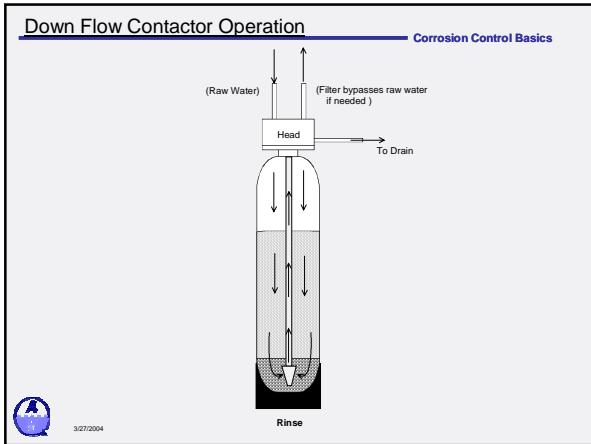 Down Flow Contactor Operation
Corrosion Control Basics
(Raw Water)
(Filter bypasses raw water
if needed )
Head
To Drain
Rinse
3/27/2004